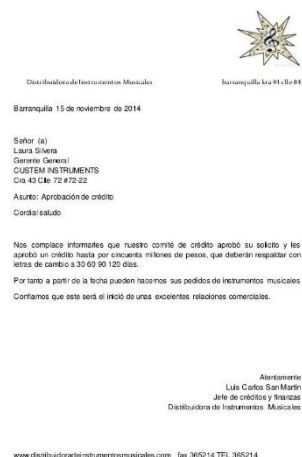 Distribuidora de Instrumentos Musicales barranquilla kra 44 clle 84
Barranquilla 15 de noviembre de 2014
Señor (a)
Laura Silvera
Gerente General
CUSTEM INSTRUMENTS
Cra 43 Clle 72 #72-22
Asunto: Aprobación de crédito
Cordial saludo
Nos complace informarles que nuestro comité de crédito aprobó su solicito y les
aprobó un crédito hasta por cincuenta millones de pesos, que deberán respaldar con
letras de cambio a 30 60 90 120 días.
Por tanto a partir de la fecha pueden hacernos sus pedidos de instrumentos musicales
Confiamos que este será el inició de unas excelentes relaciones comerciales.
Atentamente
Luis Carlos San Martin
Jefe de créditos y finanzas
Distribuidora de Instrumentos Musicales
www.distribuidoradeinstrumentosmusicales.com fax 365214 TEL 365214